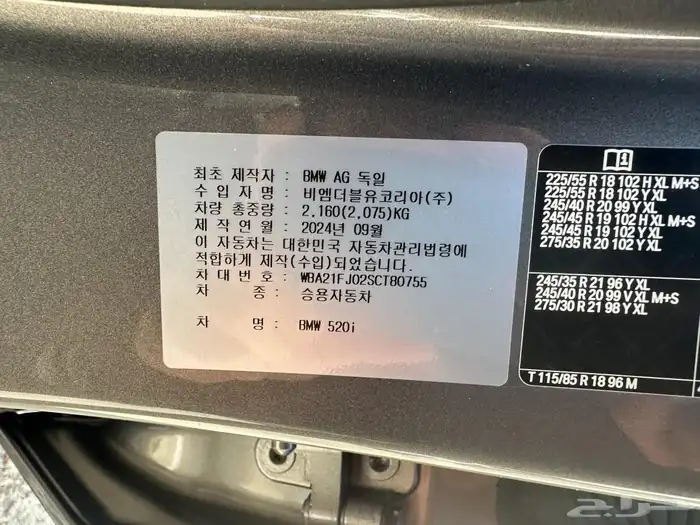 최초 제작자 : BMW AG 독일
수 입 자 명 : 비엠더블유코리아(주)
차량 총중량 : 2,160(2,075)KG
제 작 연 월 : 2024년 09월
이 자동차는 대한민국 자동차관리법령에
적합하게 제작(수입)되었습니다.
차 대 번 호 : WBA21FJ02SCT80755
차 종 : 승용자동차
차 명 : BMW 520i
225/55 R 18 102 H XL M+S
225/55 R 18 102 Y XL
245/40 R 20 99 Y XL
245/45 R 19 102 H XL M+S
245/45 R 19 102 Y XL
275/35 R 20 102 Y XL
245/35 R 21 96 Y XL
245/40 R 20 99 V XL M+S
275/30 R 21 98 Y XL
T 115/85 R 18 96 M
حراج